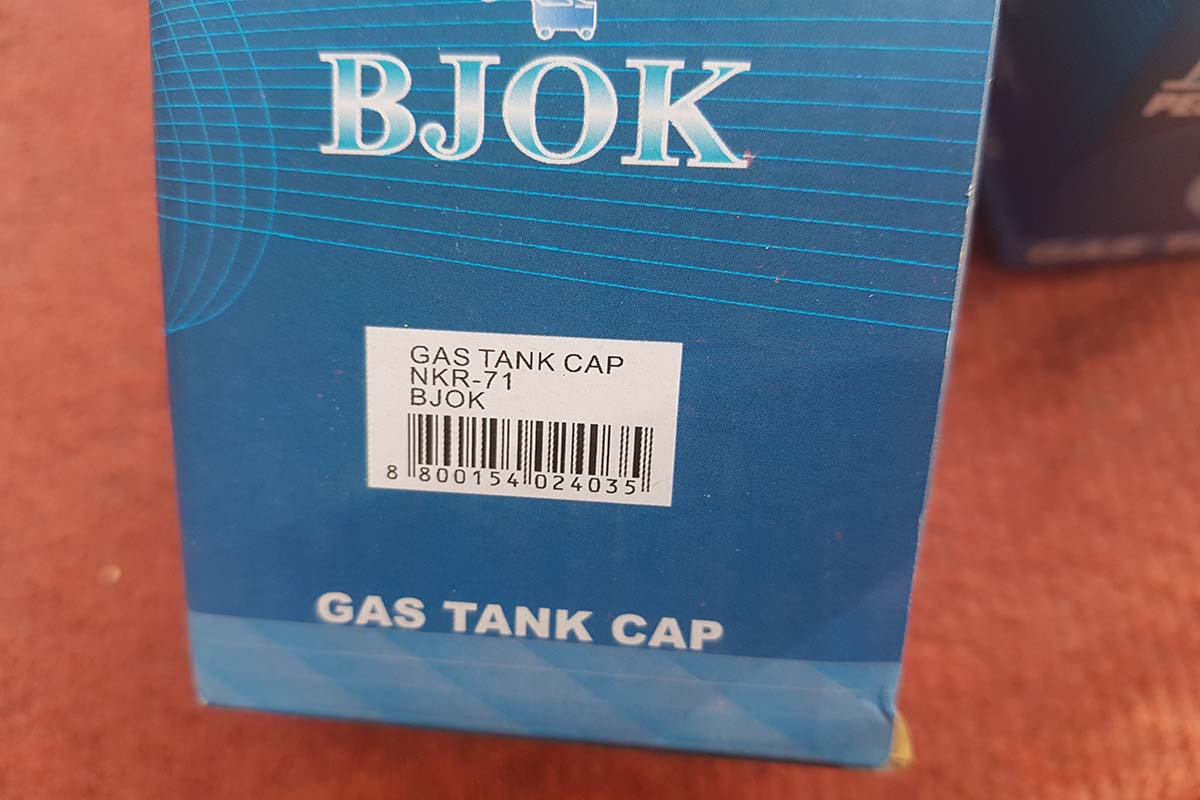 BJOK
GAS TANK CAP
NKR-71
BJOK
8 800154 024035
GAS TANK CAP